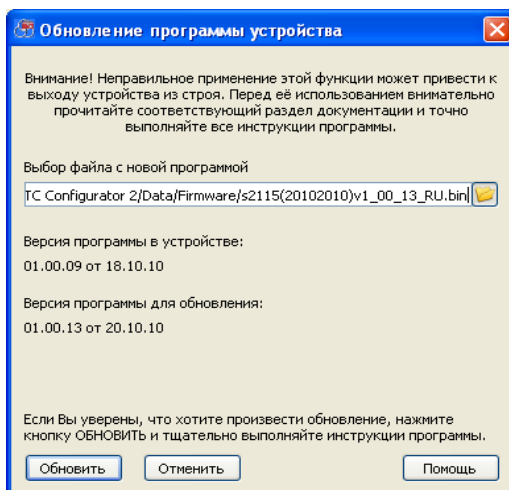 Обновление программы устройства
Внимание! Неправильное применение этой функции может привести к
выходу устройства из строя. Перед её использованием внимательно
прочитайте соответствующий раздел документации и точно
выполняйте все инструкции программы.
Выбор файла с новой программой
TC Configurator 2/Data/Firmware/s2115(20102010)v1_00_13_RU.bin
Версия программы в устройстве:
01.00.09 от 18.10.10
Версия программы для обновления:
01.00.13 от 20.10.10
Если Вы уверены, что хотите произвести обновление, нажмите
кнопку ОБНОВИТЬ и тщательно выполняйте инструкции программы.
Обновить Отменить Помощь